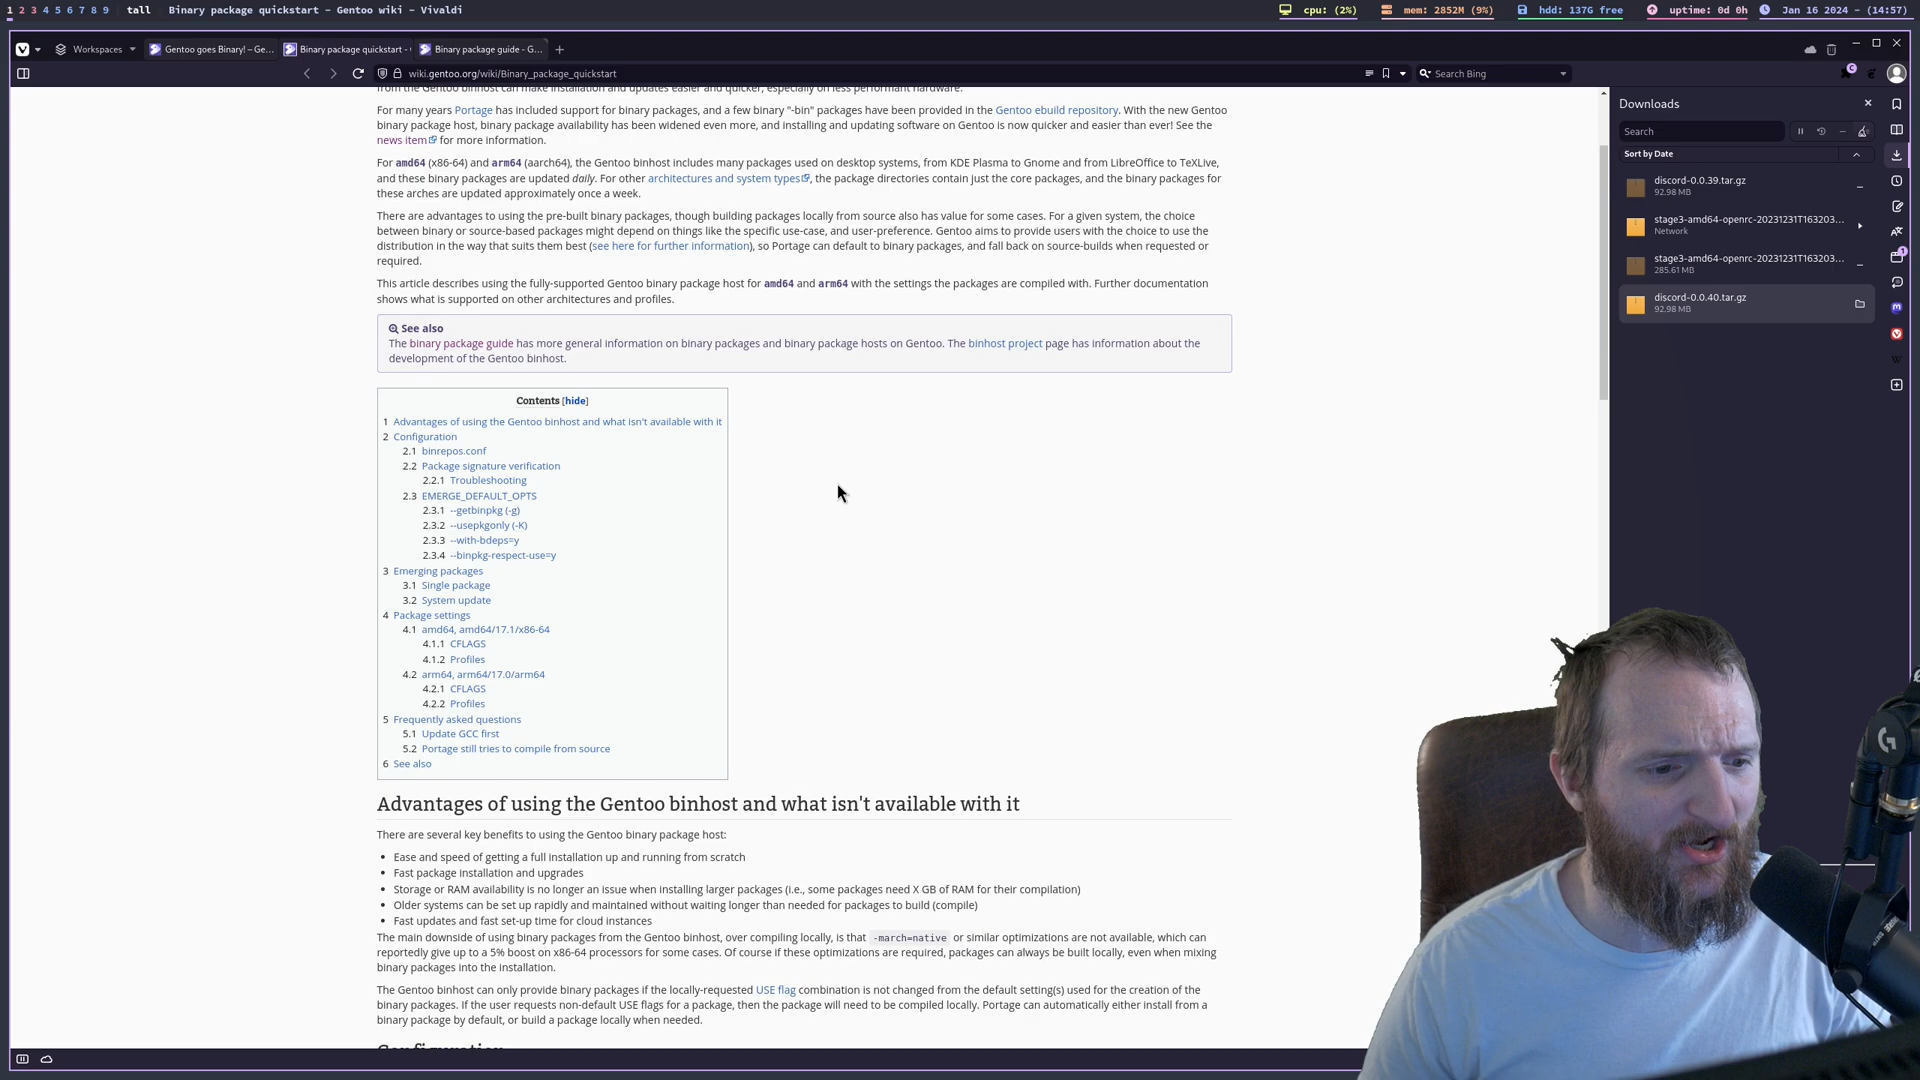 1 2 3 4 5 6 7 8 9 tall Binary package quickstart - Gentoo wiki - Vivaldi cpu: (2%) mem: 2852M (9%) hdd: 137G free uptime: 0d 0h Jan 16 2024 - (14:57)
Workspaces Gentoo goes Binary! – Ge... Binary package quickstart - Binary package guide - G...
wiki.gentoo.org/wiki/Binary_package_quickstart Search Bing
from the Gentoo binhost can make installation and updates easier and quicker, especially on less performant hardware.
For many years Portage has included support for binary packages, and a few binary "-bin" packages have been provided in the Gentoo ebuild repository. With the new Gentoo
binary package host, binary package availability has been widened even more, and installing and updating software on Gentoo is now quicker and easier than ever! See the
news item for more information.
For amd64 (x86-64) and arm64 (aarch64), the Gentoo binhost includes many packages used on desktop systems, from KDE Plasma to Gnome and from LibreOffice to TeXLive,
and these binary packages are updated daily. For other architectures and system types, the package directories contain just the core packages, and the binary packages for
these arches are updated approximately once a week.
There are advantages to using the pre-built binary packages, though building packages locally from source also has value for some cases. For a given system, the choice
between binary or source-based packages might depend on things like the specific use-case, and user-preference. Gentoo aims to provide users with the choice to use the
distribution in the way that suits them best (see here for further information), so Portage can default to binary packages, and fall back on source-builds when requested or
required.
This article describes using the fully-supported Gentoo binary package host for amd64 and arm64 with the settings the packages are compiled with. Further documentation
shows what is supported on other architectures and profiles.
See also
The binary package guide has more general information on binary packages and binary package hosts on Gentoo. The binhost project page has information about the
development of the Gentoo binhost.
Contents [hide]
1 Advantages of using the Gentoo binhost and what isn't available with it
2 Configuration
2.1 binrepos.conf
2.2 Package signature verification
2.2.1 Troubleshooting
2.3 EMERGE_DEFAULT_OPTS
2.3.1 --getbinpkg (-g)
2.3.2 --usepkgonly (-K)
2.3.3 --with-bdeps=y
2.3.4 --binpkg-respect-use=y
3 Emerging packages
3.1 Single package
3.2 System update
4 Package settings
4.1 amd64, amd64/17.1/x86-64
4.1.1 CFLAGS
4.1.2 Profiles
4.2 arm64, arm64/17.0/arm64
4.2.1 CFLAGS
4.2.2 Profiles
5 Frequently asked questions
5.1 Update GCC first
5.2 Portage still tries to compile from source
6 See also
Advantages of using the Gentoo binhost and what isn't available with it
There are several key benefits to using the Gentoo binary package host:
• Ease and speed of getting a full installation up and running from scratch
• Fast package installation and upgrades
• Storage or RAM availability is no longer an issue when installing larger packages (i.e., some packages need X GB of RAM for their compilation)
• Older systems can be set up rapidly and maintained without waiting longer than needed for packages to build (compile)
• Fast updates and fast set-up time for cloud instances
The main downside of using binary packages from the Gentoo binhost, over compiling locally, is that -march=native or similar optimizations are not available, which can
reportedly give up to a 5% boost on x86-64 processors for some cases. Of course if these optimizations are required, packages can always be built locally, even when mixing
binary packages into the installation.
The Gentoo binhost can only provide binary packages if the locally-requested USE flag combination is not changed from the default setting(s) used for the creation of the
binary packages. If the user requests non-default USE flags for a package, then the package will need to be compiled locally. Portage can automatically either install from a
binary package by default, or build a package locally when needed.
Configuration
Downloads
Search
Sort by Date
discord-0.0.39.tar.gz
92.98 MB
stage3-amd64-openrc-20231231T163203...
Network
stage3-amd64-openrc-20231231T163203...
285.61 MB
discord-0.0.40.tar.gz
92.98 MB